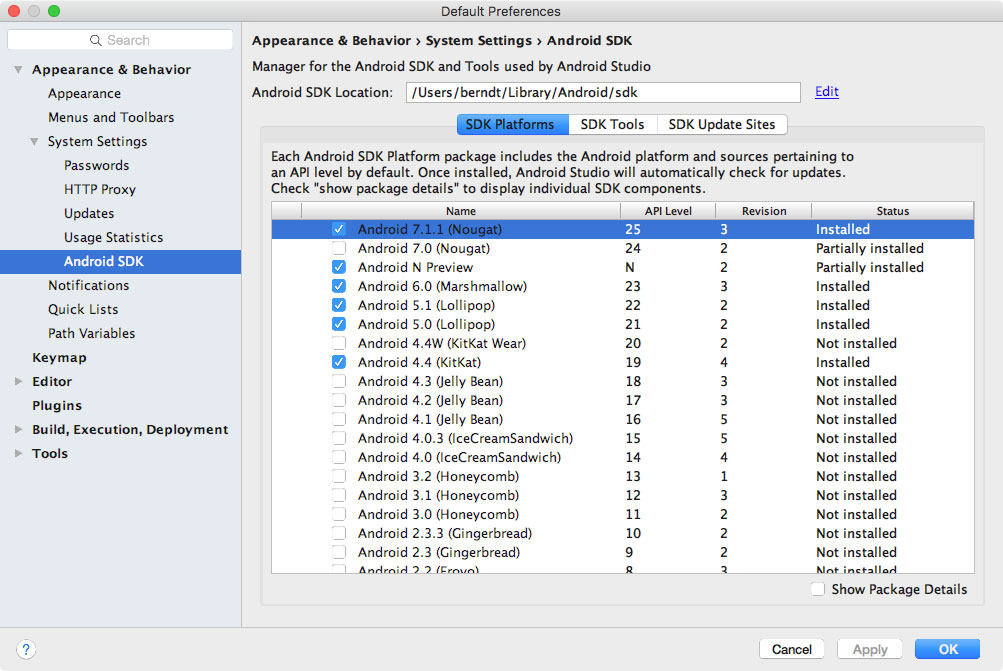 Default Preferences
Search
Appearance & Behavior
Appearance
Menus and Toolbars
System Settings
Passwords
HTTP Proxy
Updates
Usage Statistics
Android SDK
Notifications
Quick Lists
Path Variables
Keymap
Editor
Plugins
Build, Execution, Deployment
Tools
Appearance & Behavior › System Settings › Android SDK
Manager for the Android SDK and Tools used by Android Studio
Android SDK Location: /Users/berndt/Library/Android/sdk Edit
SDK Platforms SDK Tools SDK Update Sites
Each Android SDK Platform package includes the Android platform and sources pertaining to
an API level by default. Once installed, Android Studio will automatically check for updates.
Check "show package details" to display individual SDK components.
Name API Level Revision Status
Android 7.1.1 (Nougat) 25 3 Installed
Android 7.0 (Nougat) 24 2 Partially installed
Android N Preview N 2 Partially installed
Android 6.0 (Marshmallow) 23 3 Installed
Android 5.1 (Lollipop) 22 2 Installed
Android 5.0 (Lollipop) 21 2 Installed
Android 4.4W (KitKat Wear) 20 2 Not installed
Android 4.4 (KitKat) 19 4 Installed
Android 4.3 (Jelly Bean) 18 3 Not installed
Android 4.2 (Jelly Bean) 17 3 Not installed
Android 4.1 (Jelly Bean) 16 5 Not installed
Android 4.0.3 (IceCreamSandwich) 15 5 Not installed
Android 4.0 (IceCreamSandwich) 14 4 Not installed
Android 3.2 (Honeycomb) 13 1 Not installed
Android 3.1 (Honeycomb) 12 3 Not installed
Android 3.0 (Honeycomb) 11 2 Not installed
Android 2.3.3 (Gingerbread) 10 2 Not installed
Android 2.3 (Gingerbread) 9 2 Not installed
Android 2.2 (Froyo) 8 3 Not installed
Show Package Details
? Cancel Apply OK